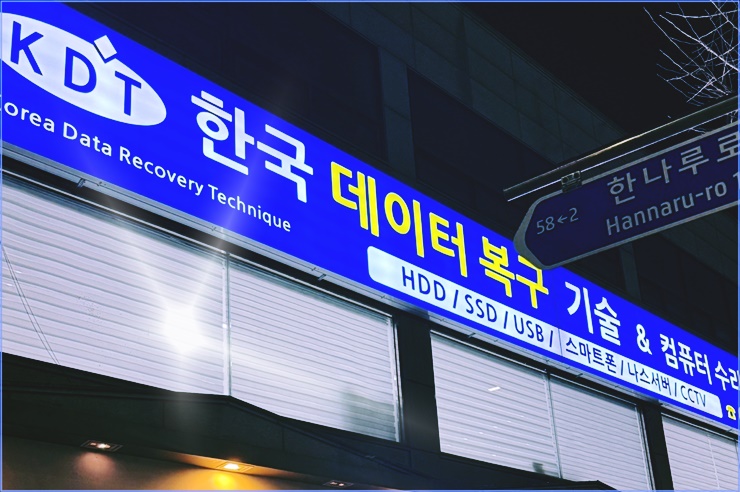 KDT
Korea Data Recovery Technique
한국 데이터 복구 기술 & 컴퓨터 수리
HDD / SSD / USB / 스마트폰 / 나스서버 / CCTV
58←2
한나루로
Hannaru-ro 1